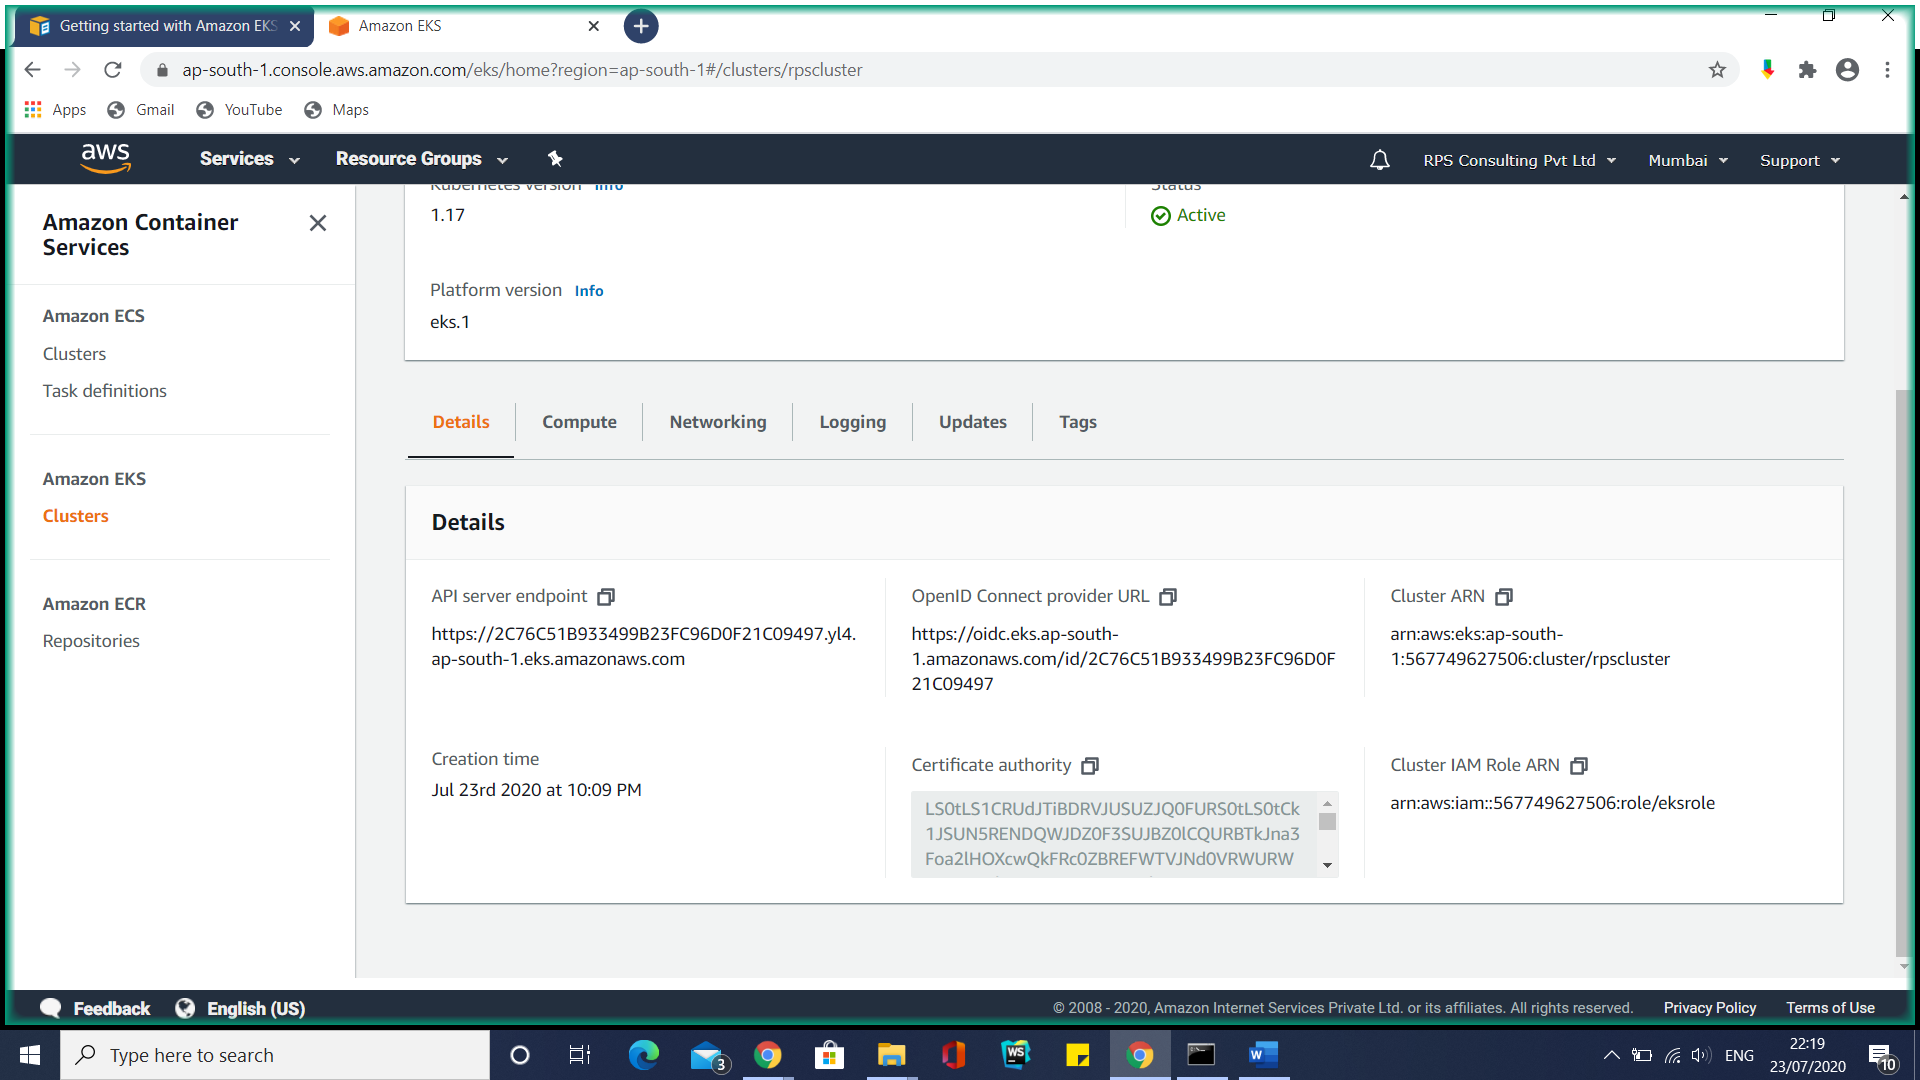 Getting started with Amazon EKS
Amazon EKS
ap-south-1.console.aws.amazon.com/eks/home?region=ap-south-1#/clusters/rpscluster
Apps
Gmail
YouTube
Maps
aws
Services
Resource Groups
RPS Consulting Pvt Ltd
Mumbai
Support
Amazon Container
Services
Amazon ECS
Clusters
Task definitions
Amazon EKS
Clusters
Amazon ECR
Repositories
Kubernetes version Info
1.17
Status
Active
Platform version Info
eks.1
Details
Compute
Networking
Logging
Updates
Tags
Details
API server endpoint
https://2C76C51B933499B23FC96D0F21C09497.yl4.
ap-south-1.eks.amazonaws.com
OpenID Connect provider URL
https://oidc.eks.ap-south-
1.amazonaws.com/id/2C76C51B933499B23FC96D0F
21C09497
Cluster ARN
arn:aws:eks:ap-south-
1:567749627506:cluster/rpscluster
Creation time
Jul 23rd 2020 at 10:09 PM
Certificate authority
LS0tLS1CRUdJTiBDRVJUSUZJQ0FURS0tLS0tCk
1JSUN5RENDQWJDZ0F3SUJBZ0lCQURBTkJna3
Foa2lHOXcwQkFRc0ZBREFWTVJNd0VRWURW
Cluster IAM Role ARN
arn:aws:iam::567749627506:role/eksrole
Feedback
English (US)
© 2008 - 2020, Amazon Internet Services Private Ltd. or its affiliates. All rights reserved.
Privacy Policy
Terms of Use
Type here to search
3
WS
W
ENG
22:19
23/07/2020
10